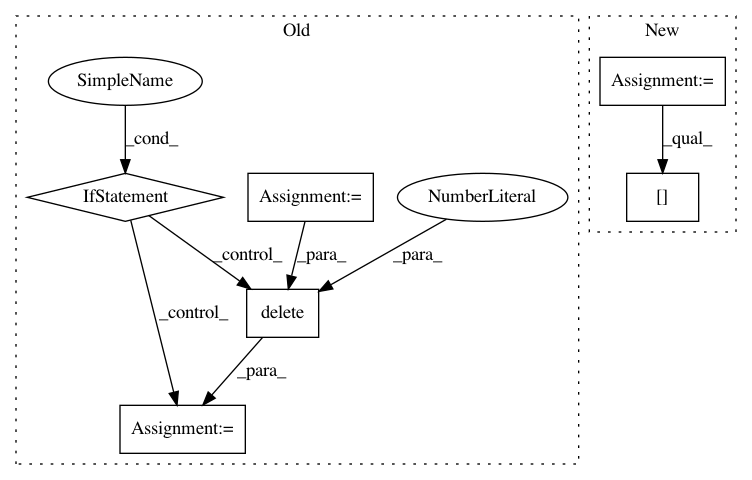 Old
New
SimpleName
Assignment:=
_cond_
_qual_
IfStatement
Assignment:=
NumberLiteral
[]
_control_
_para_
_para_
_control_
delete
_para_
Assignment:=